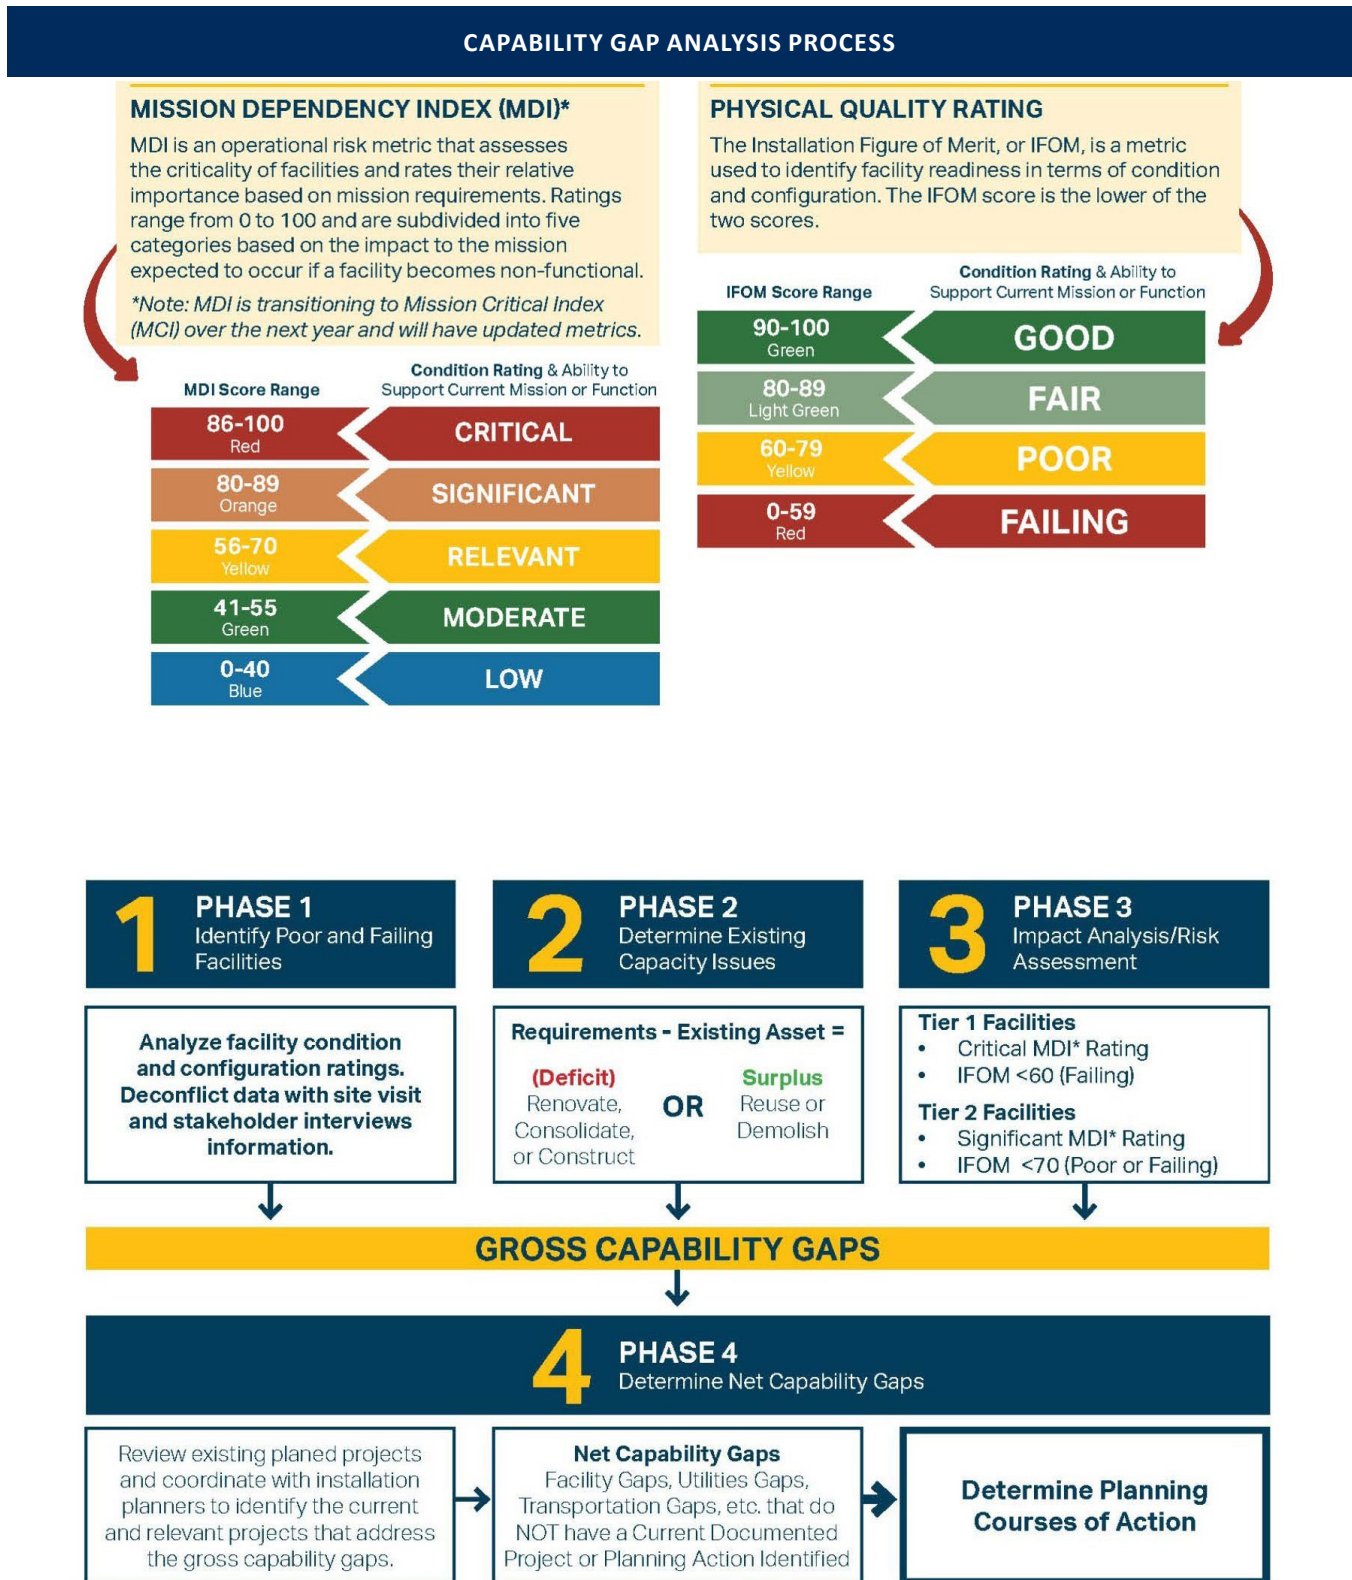 CAPABILITY GAP ANALYSIS PROCESS
MISSION DEPENDENCY INDEX (MDI)*
MDI is an operational risk metric that assesses
the criticality of facilities and rates their relative
importance based on mission requirements. Ratings
range from 0 to 100 and are subdivided into five
categories based on the impact to the mission
expected to occur if a facility becomes non-functional.
*Note: MDI is transitioning to Mission Critical Index
(MCI) over the next year and will have updated metrics.
MDI Score Range
Condition Rating & Ability to
Support Current Mission or Function
86-100
Red
CRITICAL
80-89
Orange
SIGNIFICANT
56-70
Yellow
RELEVANT
41-55
Green
MODERATE
0-40
Blue
LOW
PHYSICAL QUALITY RATING
The Installation Figure of Merit, or IFOM, is a metric
used to identify facility readiness in terms of condition
and configuration. The IFOM score is the lower of the
two scores.
IFOM Score Range
Condition Rating & Ability to
Support Current Mission or Function
90-100
Green
GOOD
80-89
Light Green
FAIR
60-79
Yellow
POOR
0-59
Red
FAILING
1
PHASE 1
Identify Poor and Failing
Facilities
Analyze facility condition
and configuration ratings.
Deconflict data with site visit
and stakeholder interviews
information.
2
PHASE 2
Determine Existing
Capacity Issues
Requirements - Existing Asset =
(Deficit)
Renovate,
Consolidate,
or Construct
OR
Surplus
Reuse or
Demolish
3
PHASE 3
Impact Analysis/Risk
Assessment
Tier 1 Facilities
• Critical MDI* Rating
• IFOM <60 (Failing)
Tier 2 Facilities
• Significant MDI* Rating
• IFOM <70 (Poor or Failing)
GROSS CAPABILITY GAPS
4
PHASE 4
Determine Net Capability Gaps
Review existing planed projects
and coordinate with installation
planners to identify the current
and relevant projects that address
the gross capability gaps.
Net Capability Gaps
Facility Gaps, Utilities Gaps,
Transportation Gaps, etc. that do
NOT have a Current Documented
Project or Planning Action Identified
Determine Planning
Courses of Action